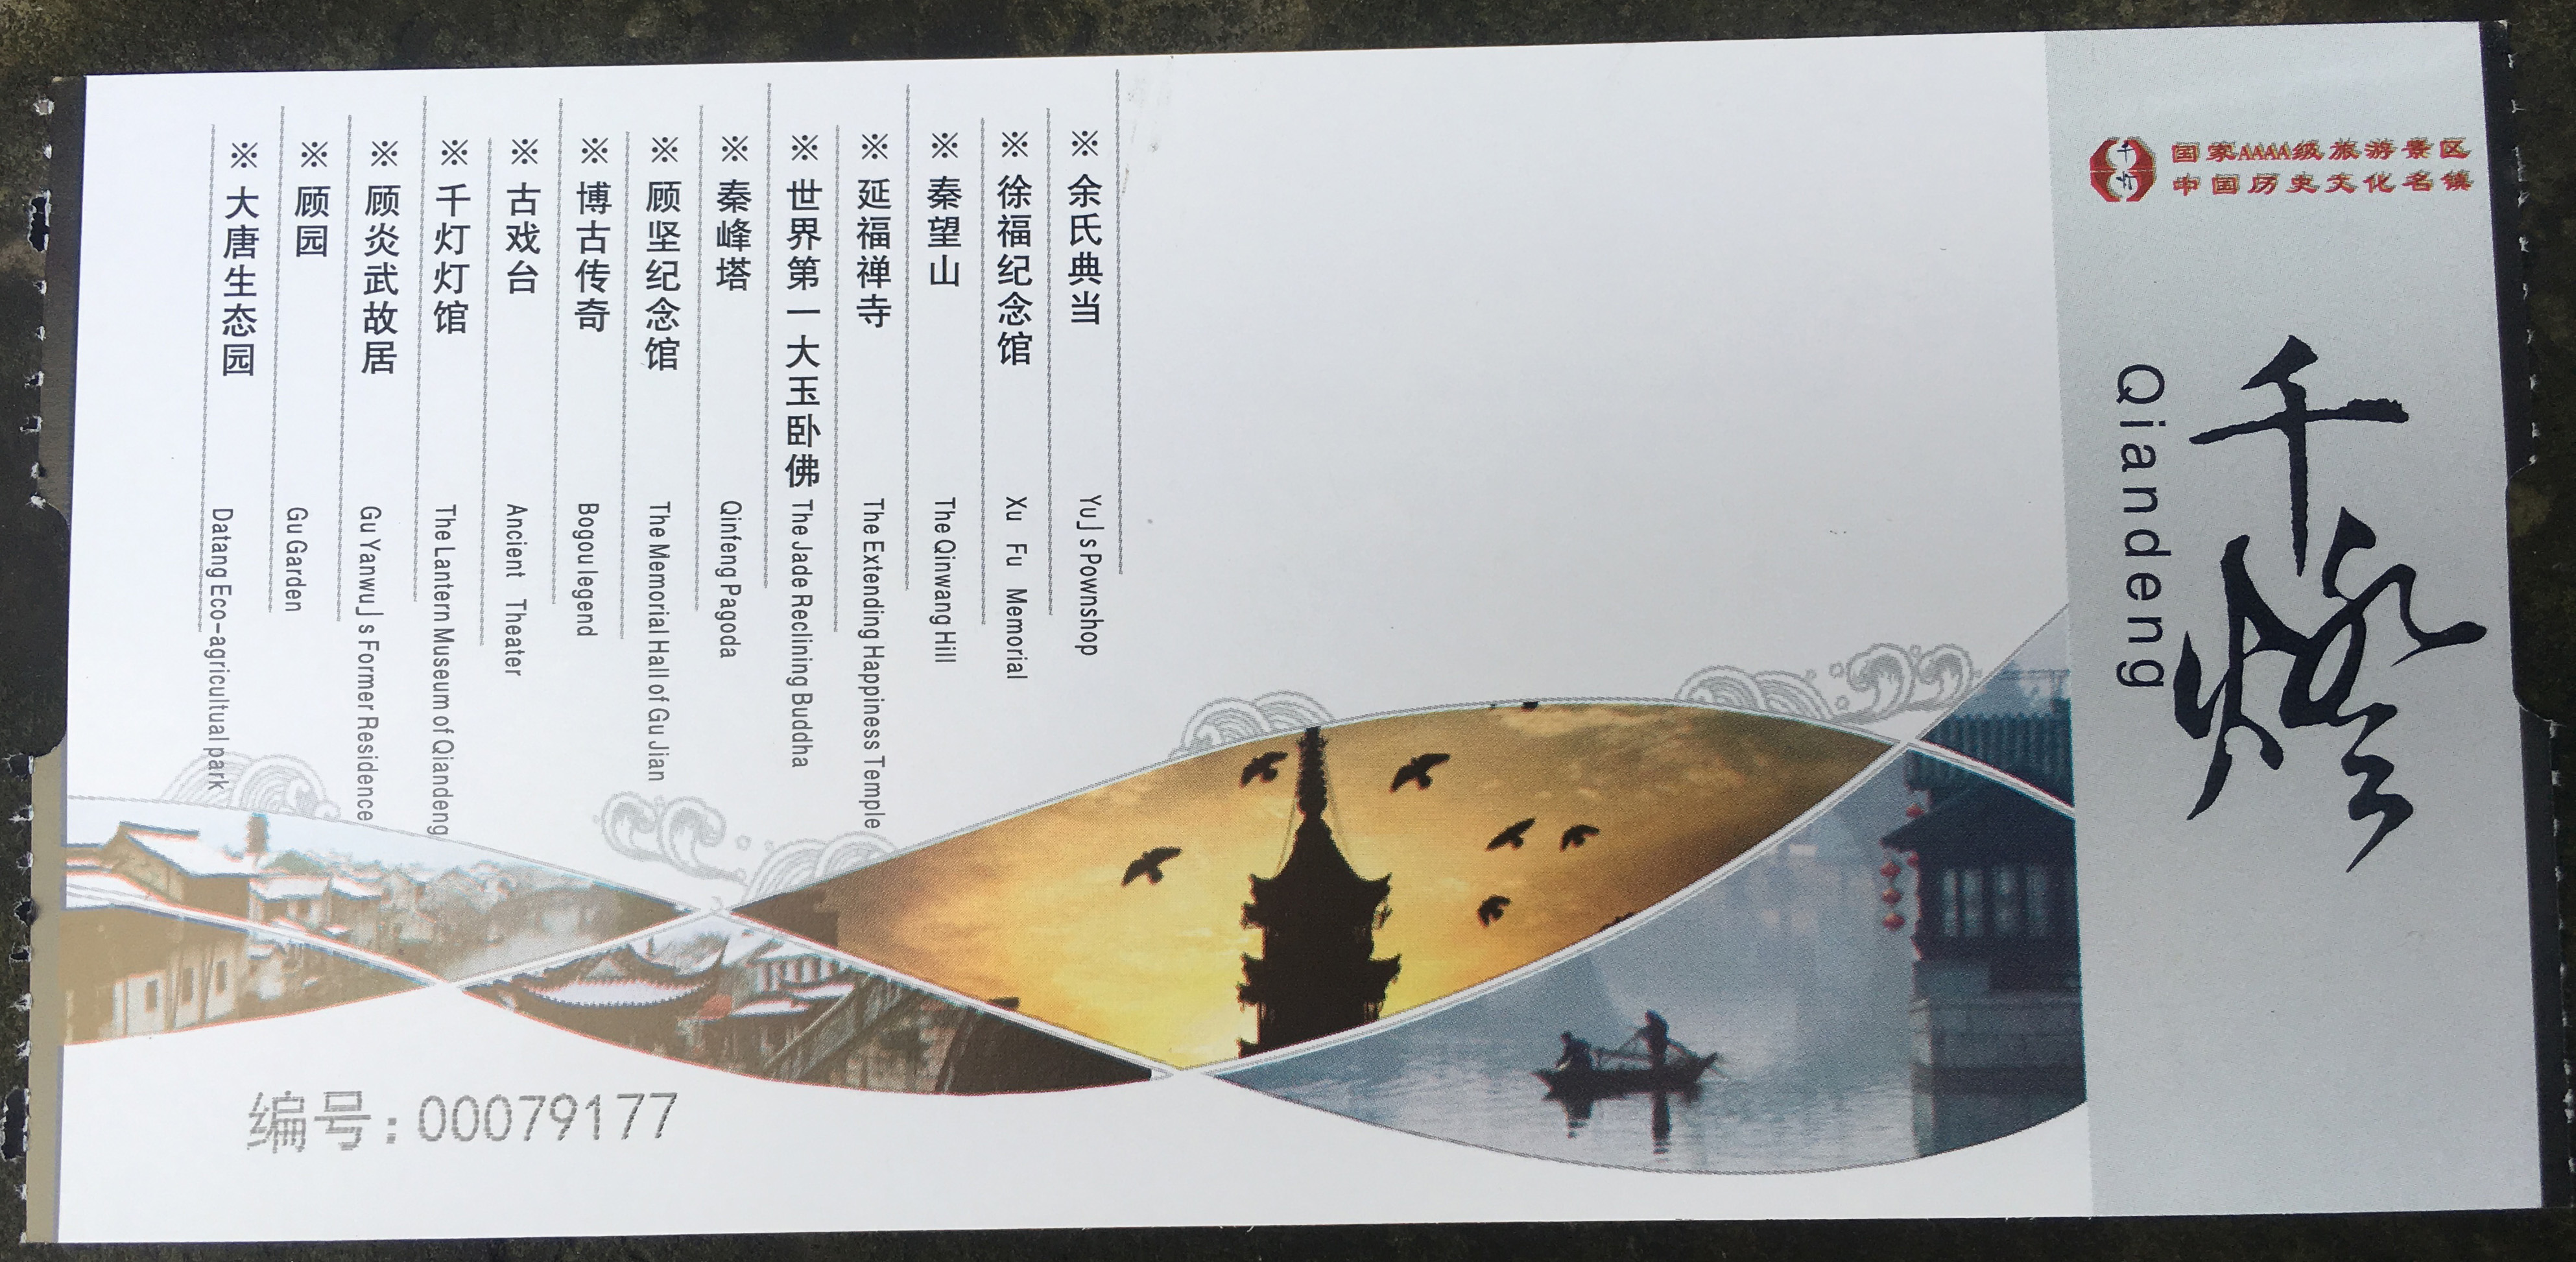 国家AAAA级旅游景区
中国历史文化名镇
千灯
千燈
Qiandeng
※ 余氏典当 Yu J s Pownshop
※ 徐福纪念馆 Xu Fu Memorial
※ 秦望山 The Qinwang Hill
※ 延福禅寺 The Extending Happiness Temple
※ 世界第一大玉卧佛 The Jade Reclining Buddha
※ 秦峰塔 Qinfeng Pagoda
※ 顾坚纪念馆 The Memorial Hall of Gu Jian
※ 博古传奇 Bogou legend
※ 古戏台 Ancient Theater
※ 千灯灯馆 The Lantern Museum of Qiandeng
※ 顾炎武故居 Gu Yanwu J s Former Residence
※ 顾园 Gu Garden
※ 大唐生态园 Datang Eco-agricultual park
编号:00079177